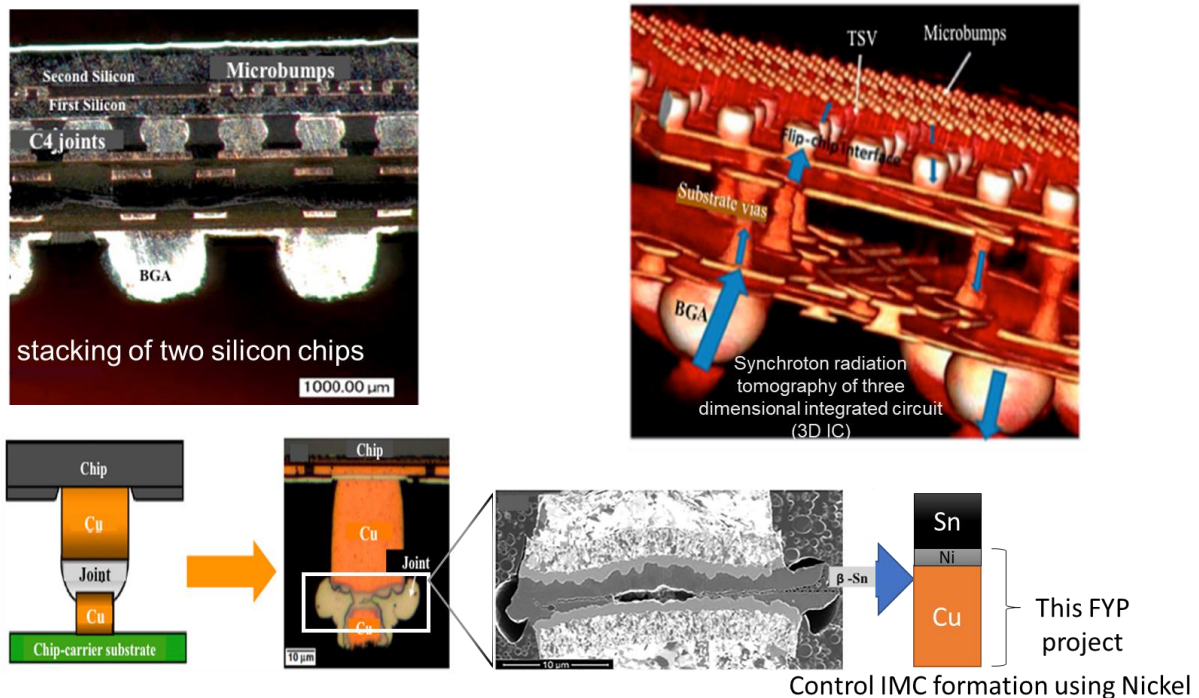 Second Silicon
Microbumps
First Silicon
C4 joints
BGA
stacking of two silicon chips
1000.00 µm
TSV
Microbumps
Flip-chip interface
Substrate vias
BGA
Synchroton radiation
tomography of three
dimensional integrated circuit
(3D IC)
Chip
Cu
Joint
Cu
Chip-carrier substrate
Chip
Cu
Joint
Cu
10 µm
10 µm
β -Sn
Sn
Ni
Cu
This FYP
project
Control IMC formation using Nickel